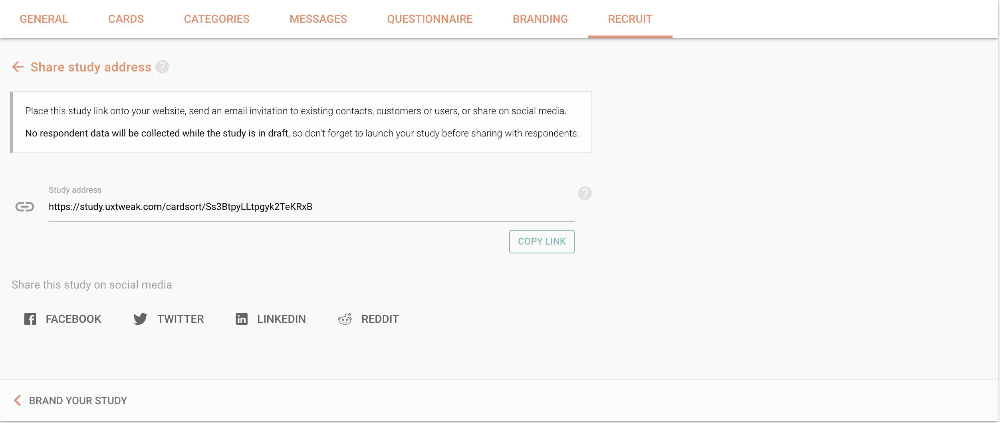 GENERAL CARDS CATEGORIES MESSAGES QUESTIONNAIRE BRANDING RECRUIT
Share study address ?
Place this study link onto your website, send an email invitation to existing contacts, customers or users, or share on social media.
No respondent data will be collected while the study is in draft, so don't forget to launch your study before sharing with respondents.
Study address
?
https://study.uxtweak.com/cardsort/Ss3BtpyLLtpgyk2TeKRxB
COPY LINK
Share this study on social media
FACEBOOK TWITTER LINKEDIN REDDIT
BRAND YOUR STUDY